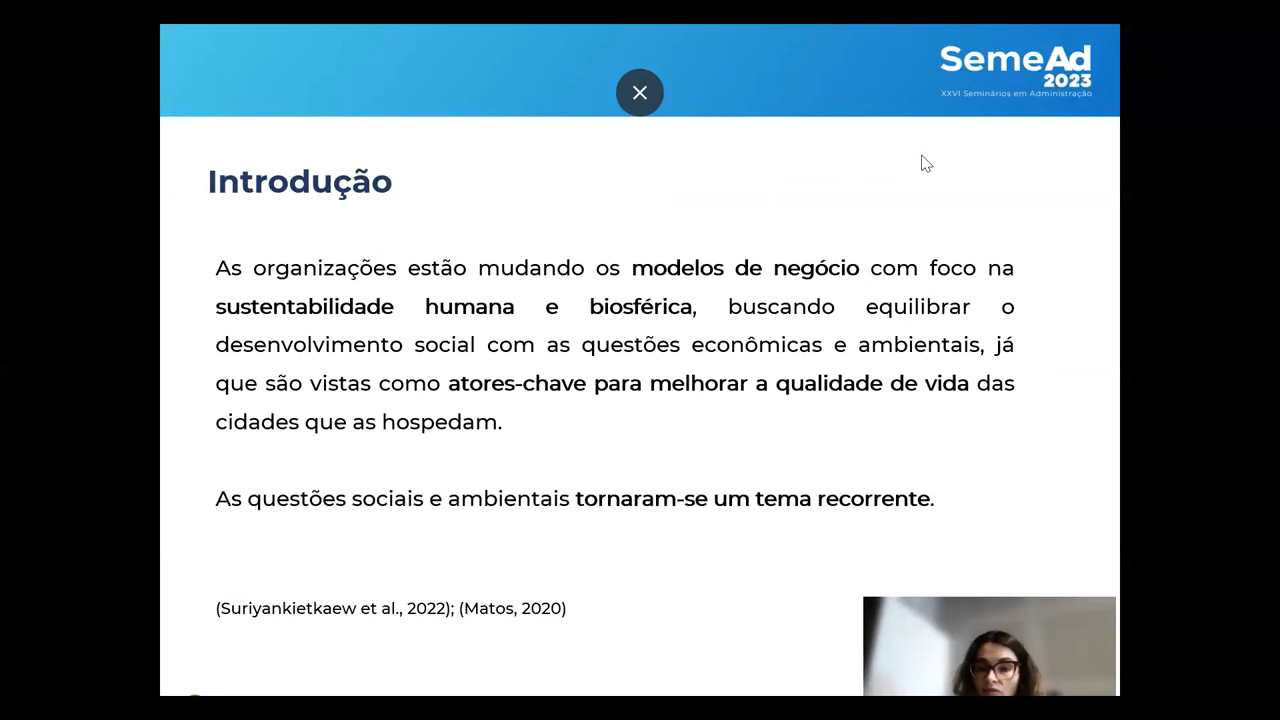 SemeAd
2023
XXVI Seminários em Administração
Introdução
As organizações estão mudando os modelos de negócio com foco na
sustentabilidade humana e biosférica, buscando equilibrar o
desenvolvimento social com as questões econômicas e ambientais, já
que são vistas como atores-chave para melhorar a qualidade de vida das
cidades que as hospedam.
As questões sociais e ambientais tornaram-se um tema recorrente.
(Suriyankietkaew et al., 2022); (Matos, 2020)